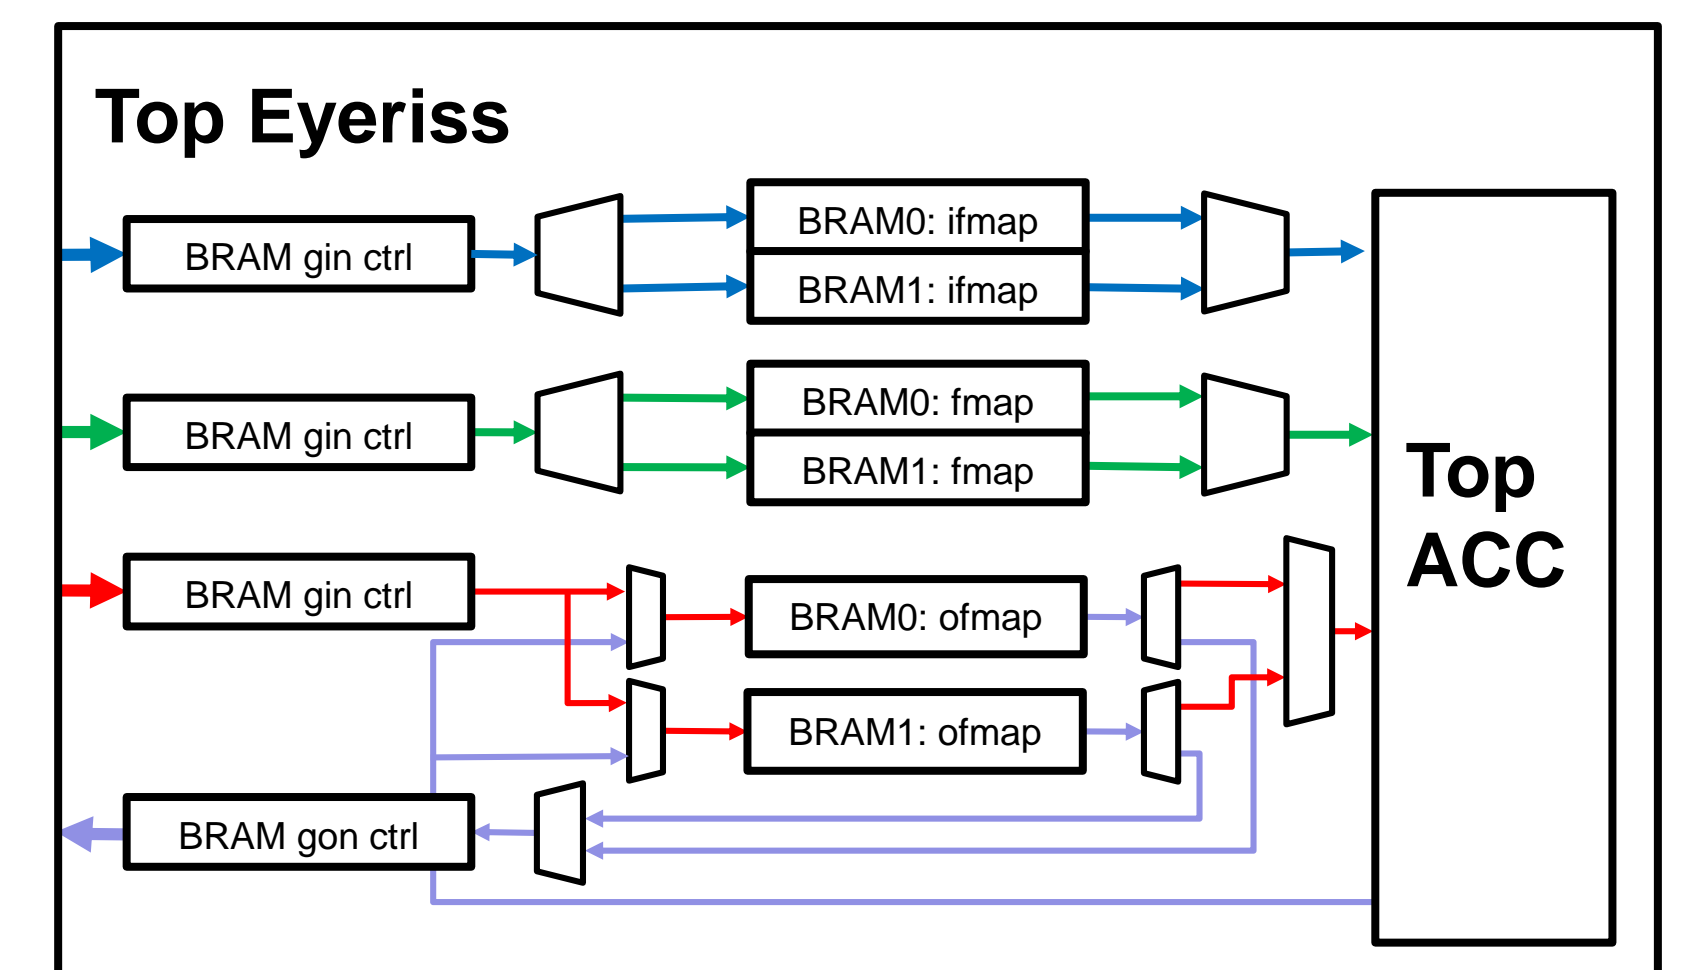 Top Eyeriss
BRAM gin ctrl
BRAM0: ifmap
BRAM1: ifmap
BRAM gin ctrl
BRAM0: fmap
BRAM1: fmap
Top
ACC
BRAM gin ctrl
BRAM0: ofmap
BRAM1: ofmap
BRAM gon ctrl